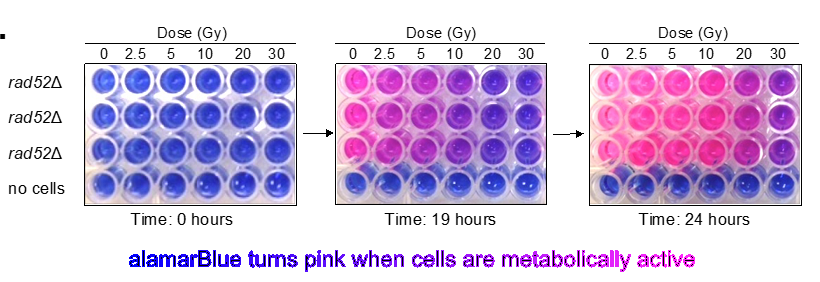 Dose (Gy) Dose (Gy) Dose (Gy)
0 2.5 5 10 20 30 0 2.5 5 10 20 30 0 2.5 5 10 20 30
rad52Δ
rad52Δ
rad52Δ
no cells
Time: 0 hours Time: 19 hours Time: 24 hours
alamarBlue turns pink when cells are metabolically active